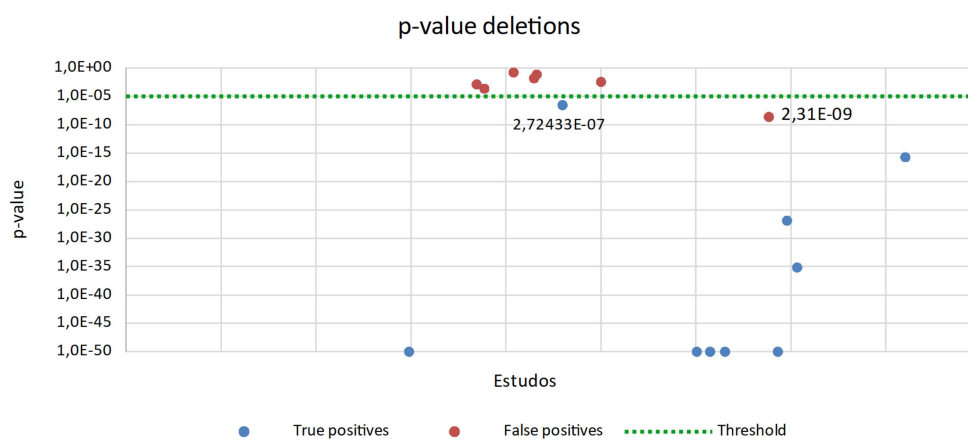 p-value deletions
1,0E+00
1,0E-05
1,0E-10
1,0E-15
1,0E-20
1,0E-25
1,0E-30
1,0E-35
1,0E-40
1,0E-45
1,0E-50
p-value
2,72433E-07
2,31E-09
Estudos
True positives False positives Threshold